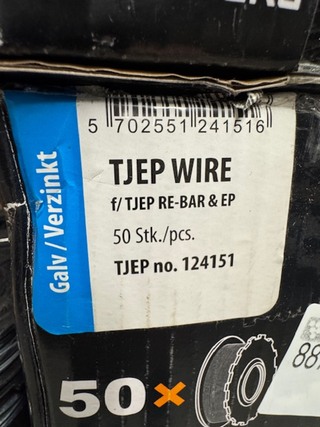 5 702551 241516
TJEP WIRE
f/ TJEP RE-BAR & EP
50 Stk./pcs.
TJEP no. 124151
Galv/Verzinkt
50×